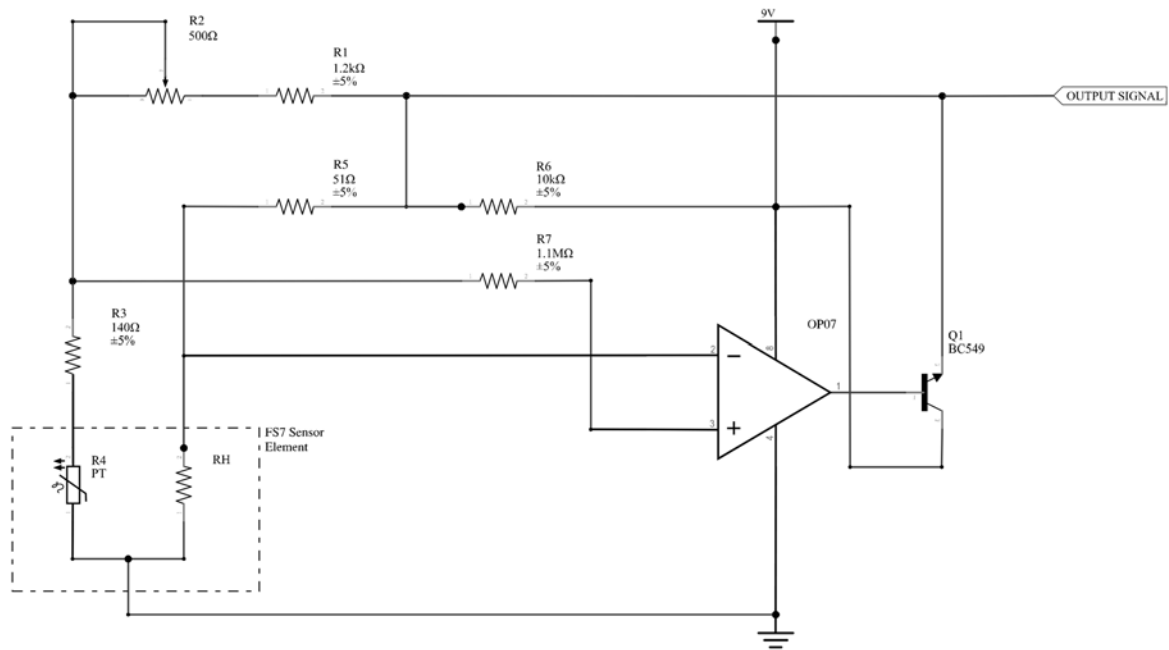 R2
500Ω
9V
R1
1.2kΩ
±5%
OUTPUT SIGNAL
R5
51Ω
±5%
R6
10kΩ
±5%
R7
1.1MΩ
±5%
R3
140Ω
±5%
OP07
Q1
BC549
2
−
8
1
3
+
4
FS7 Sensor
Element
R4
PT
RH